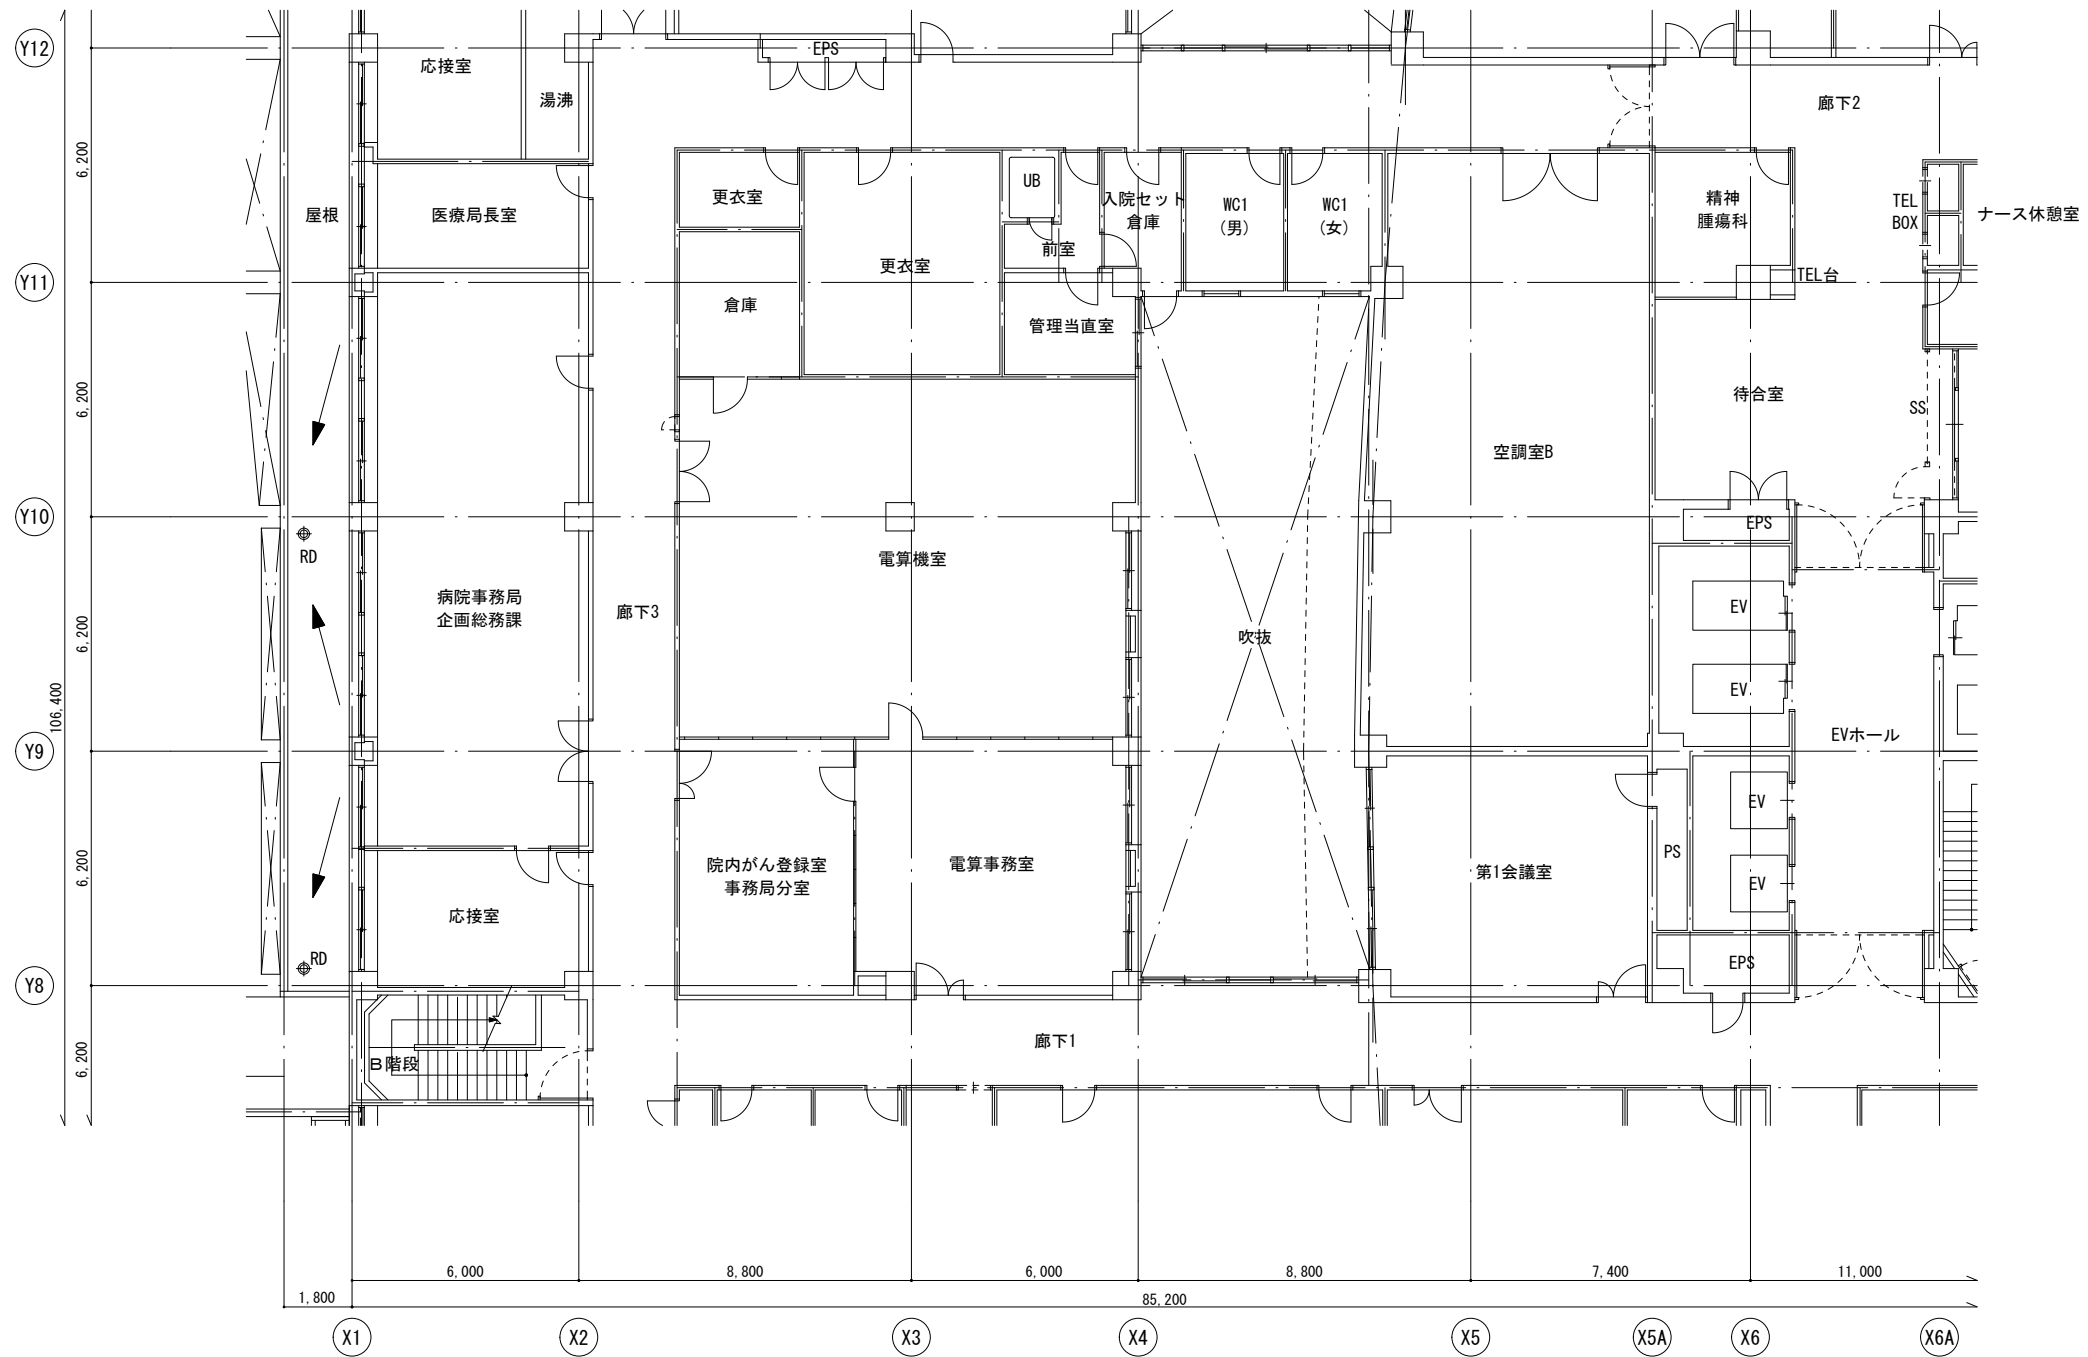 Y12
EPS
応接室
湯沸
廊下2
6,200
屋根
医療局長室
更衣室
UB
入院セット
倉庫
WC1
(男)
WC1
(女)
精神
腫瘍科
TEL
BOX
ナース休憩室
前室
更衣室
TEL台
Y11
倉庫
管理当直室
6,200
待合室
SS
空調室B
Y10
EPS
RD
電算機室
病院事務局
企画総務課
廊下3
EV
6,200
吹抜
EV
106,400
Y9
EVホール
EV
6,200
院内がん登録室
事務局分室
電算事務室
第1会議室
PS
EV
応接室
RD
EPS
Y8
廊下1
B階段
6,200
6,000
8,800
6,000
8,800
7,400
11,000
1,800
85,200
X1
X2
X3
X4
X5
X5A
X6
X6A